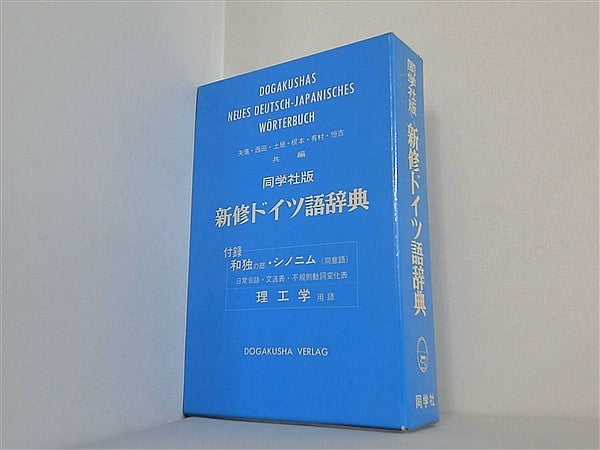 DOGAKUSHAS
NEUES DEUTSCH-JAPANISCHES
WÖRTERBUCH
矢儀・西田・土屋・根本・有村・恒吉
共 編
同学社版
新修ドイツ語辞典
付録
和独の部・シノニム〔同意語〕
日常会話・文法表・不規則動詞変化表
理工学 用語
DOGAKUSHA VERLAG
同学社版 新修ドイツ語辞典
同学社